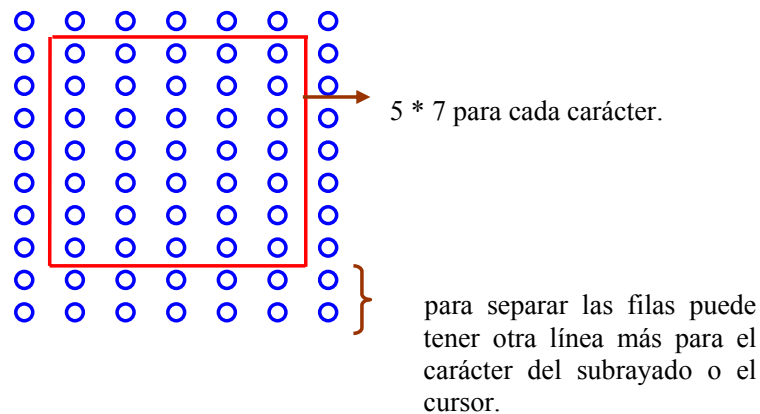 5 * 7 para cada carácter.
para separar las filas puede
tener otra línea más para el
carácter del subrayado o el
cursor.